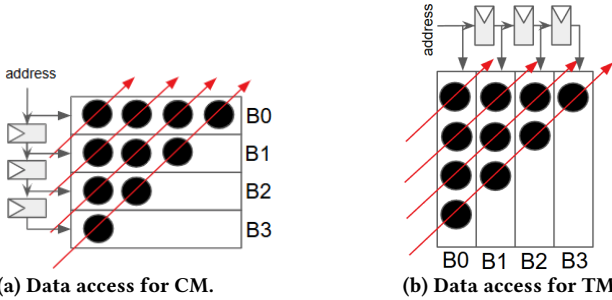 address
B0
B1
B2
B3
(a) Data access for CM.
address
B0 B1 B2 B3
(b) Data access for TM